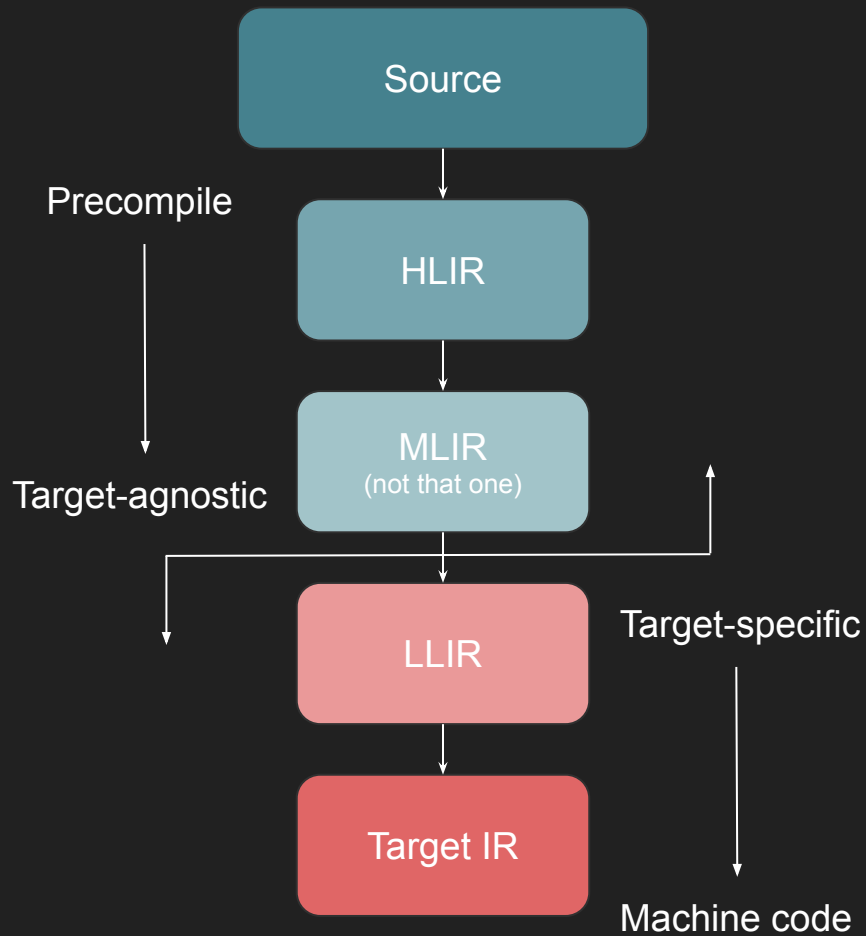 Source
Precompile
HLIR
MLIR
(not that one)
Target-agnostic
LLIR
Target-specific
Target IR
Machine code